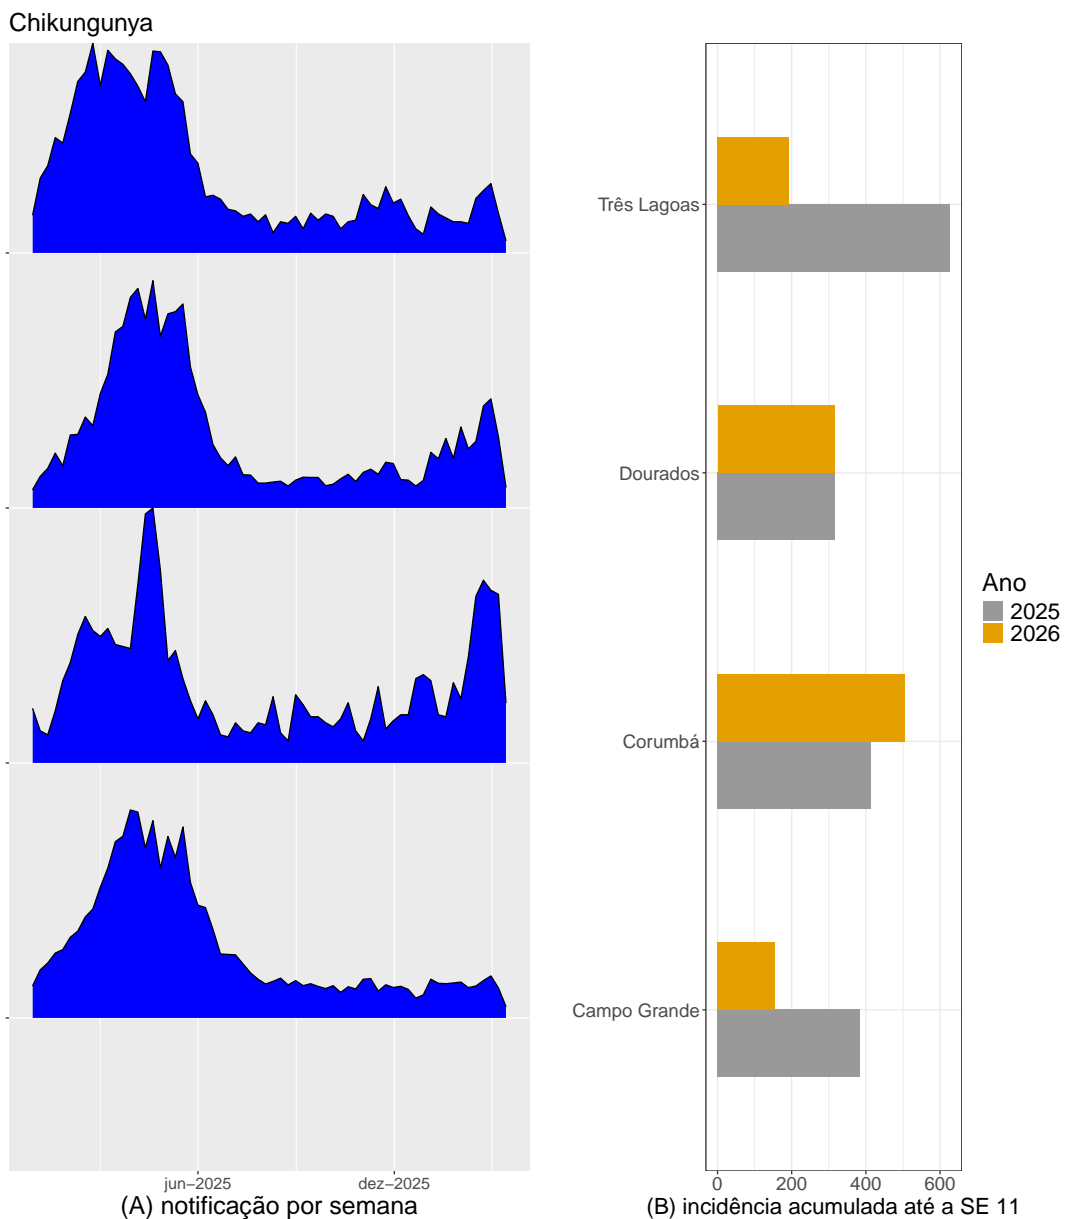 Chikungunya
jun−2025
dez−2025
(A) notificação por semana
Três Lagoas
Dourados
Corumbá
Campo Grande
0
200
400
600
(B) incidência acumulada até a SE 11
Ano
2025
2026